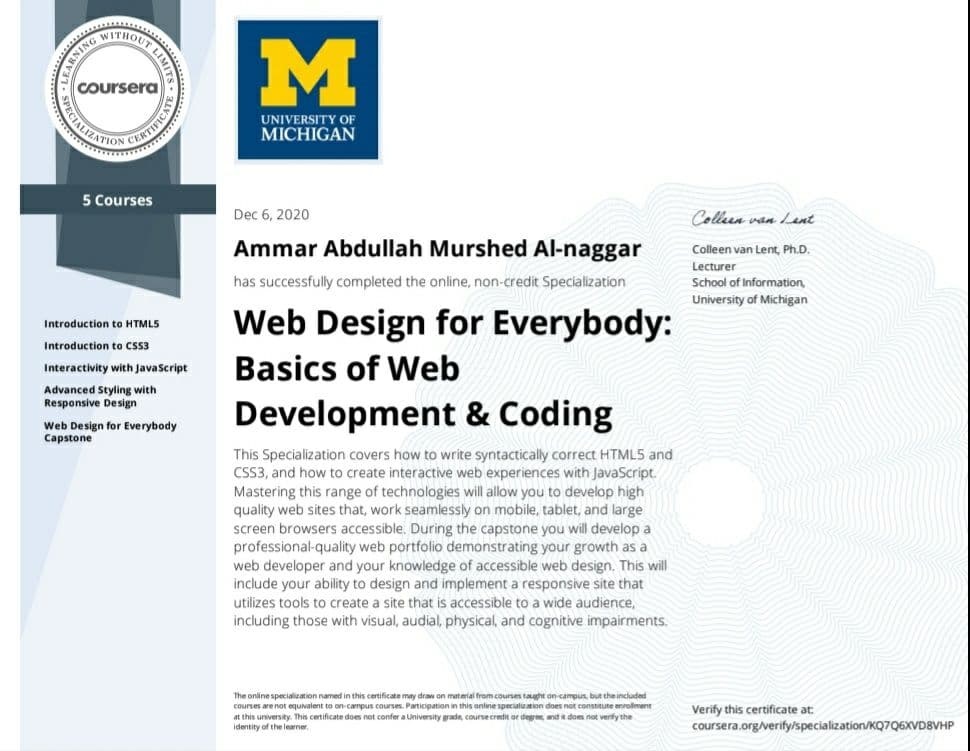 LEARNING WITHOUT LIMITS
coursera
SPECIALIZATION CERTIFICATE
5 Courses
Introduction to HTML5
Introduction to CSS3
Interactivity with JavaScript
Advanced Styling with
Responsive Design
Web Design for Everybody
Capstone
M
UNIVERSITY OF
MICHIGAN
Dec 6, 2020
Ammar Abdullah Murshed Al-naggar
has successfully completed the online, non-credit Specialization
Web Design for Everybody:
Basics of Web
Development & Coding
This Specialization covers how to write syntactically correct HTML5 and
CSS3, and how to create interactive web experiences with JavaScript.
Mastering this range of technologies will allow you to develop high
quality web sites that, work seamlessly on mobile, tablet, and large
screen browsers accessible. During the capstone you will develop a
professional-quality web portfolio demonstrating your growth as a
web developer and your knowledge of accessible web design. This will
include your ability to design and implement a responsive site that
utilizes tools to create a site that is accessible to a wide audience,
including those with visual, audial, physical, and cognitive impairments.
The online specialization named in this certificate may draw on material from courses taught on-campus, but the included
courses are not equivalent to on-campus courses. Participation in this online specialization does not constitute enrollment
at this university. This certificate does not confer a University grade, course credit or degree, and it does not verify the
identity of the learner.
Colleen van Lent
Colleen van Lent, Ph.D.
Lecturer
School of Information,
University of Michigan
Verify this certificate at:
coursera.org/verify/specialization/KQ7Q6XVD8VHP